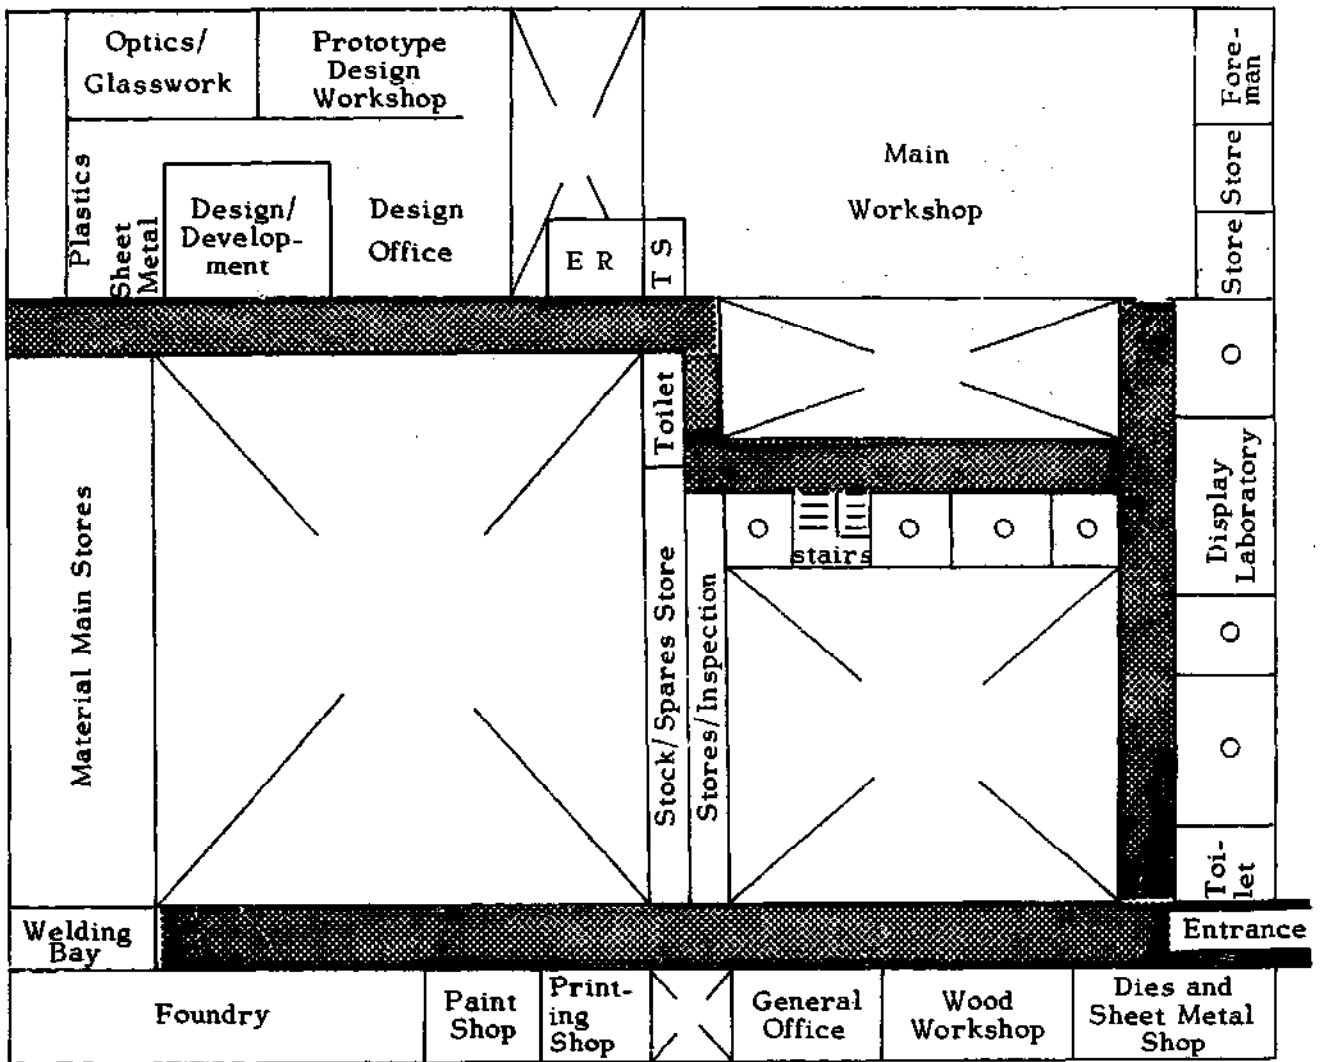 Optics/
Glasswork
Prototype
Design
Workshop
Fore-
man
Plastics
Sheet
Metal
Design/
Develop-
ment
Design
Office
E R
T S
Main
Workshop
Store
Store
Toilet
Material Main Stores
Stock/Spares Store
Stores/Inspection
stairs
Display
Laboratory
Toi-
let
Welding
Bay
Entrance
Foundry
Paint
Shop
Print-
ing
Shop
General
Office
Wood
Workshop
Dies and
Sheet Metal
Shop